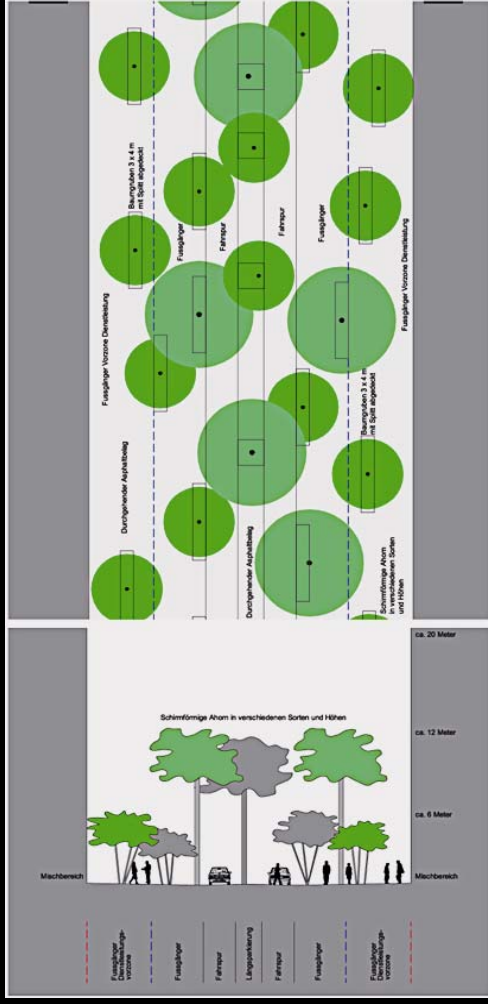 Baumgruben 3 x 4 m
mit Splitt abgedeckt
Fussgänger
Fahrspur
Fahrspur
Fussgänger
Fussgänger Vorzone Dienstleistung
Fussgänger Vorzone Dienstleistung
Baumgruben 3 x 4 m
mit Splitt abgedeckt
Durchgehender Asphaltbelag
Durchgehender Asphaltbelag
Schirmförmige Ahorn
in verschiedenen Sorten
und Höhen
ca. 20 Meter
Schirmförmige Ahorn in verschiedenen Sorten und Höhen
ca. 12 Meter
ca. 6 Meter
Mischbereich
Mischbereich
Fussgänger
Dienstleistungs-
vorzone
Fussgänger
Fahrspur
Längsparkierung
Fahrspur
Fussgänger
Fussgänger
Dienstleistungs-
vorzone